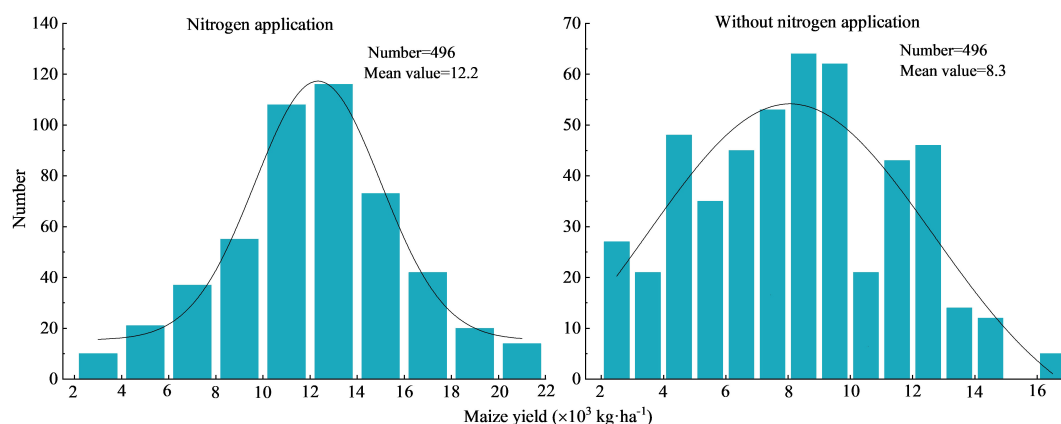 Nitrogen application
Number=496
Mean value=12.2
Number
140
120
100
80
60
40
20
0
2 4 6 8 10 12 14 16 18 20 22
Without nitrogen application
Number=496
Mean value=8.3
70
60
50
40
30
20
10
0
2 4 6 8 10 12 14 16
Maize yield (×10³ kg·ha⁻¹)